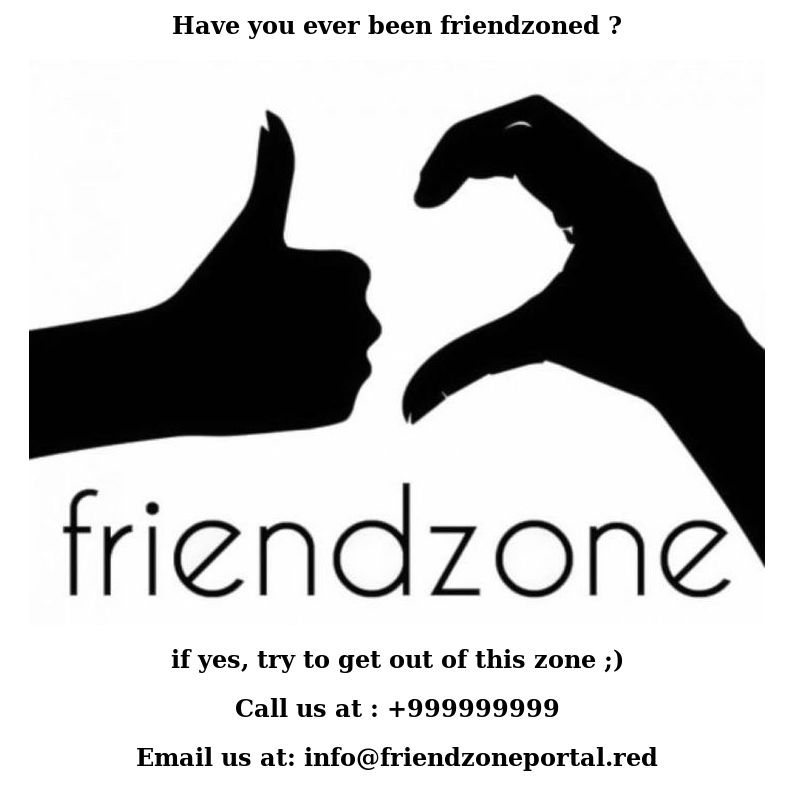 Have you ever been friendzoned ?
friendzone
if yes, try to get out of this zone ;)
Call us at : +999999999
Email us at: info@friendzoneportal.red